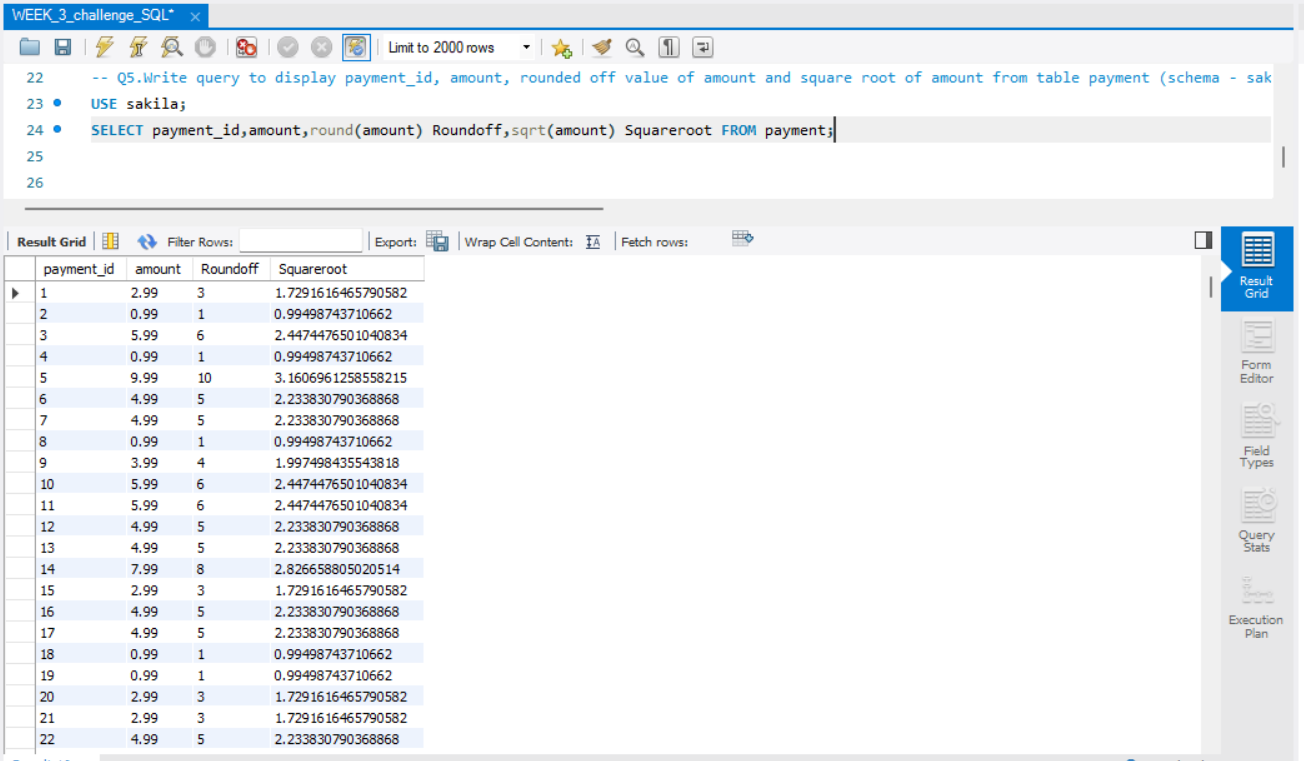 WEEK_3_challenge_SQL*
Limit to 2000 rows
22 -- Q5.Write query to display payment_id, amount, rounded off value of amount and square root of amount from table payment (schema - sak
23 USE sakila;
24 SELECT payment_id,amount,round(amount) Roundoff,sqrt(amount) Squareroot FROM payment;
25
26
Result Grid Filter Rows: Export: Wrap Cell Content: Fetch rows:
payment_id amount Roundoff Squareroot
1 2.99 3 1.7291616465790582
2 0.99 1 0.99498743710662
3 5.99 6 2.4474476501040834
4 0.99 1 0.99498743710662
5 9.99 10 3.1606961258558215
6 4.99 5 2.233830790368868
7 4.99 5 2.233830790368868
8 0.99 1 0.99498743710662
9 3.99 4 1.997498435543818
10 5.99 6 2.4474476501040834
11 5.99 6 2.4474476501040834
12 4.99 5 2.233830790368868
13 4.99 5 2.233830790368868
14 7.99 8 2.826658805020514
15 2.99 3 1.7291616465790582
16 4.99 5 2.233830790368868
17 4.99 5 2.233830790368868
18 0.99 1 0.99498743710662
19 0.99 1 0.99498743710662
20 2.99 3 1.7291616465790582
21 2.99 3 1.7291616465790582
22 4.99 5 2.233830790368868
Result
Grid
Form
Editor
Field
Types
Query
Stats
Execution
Plan